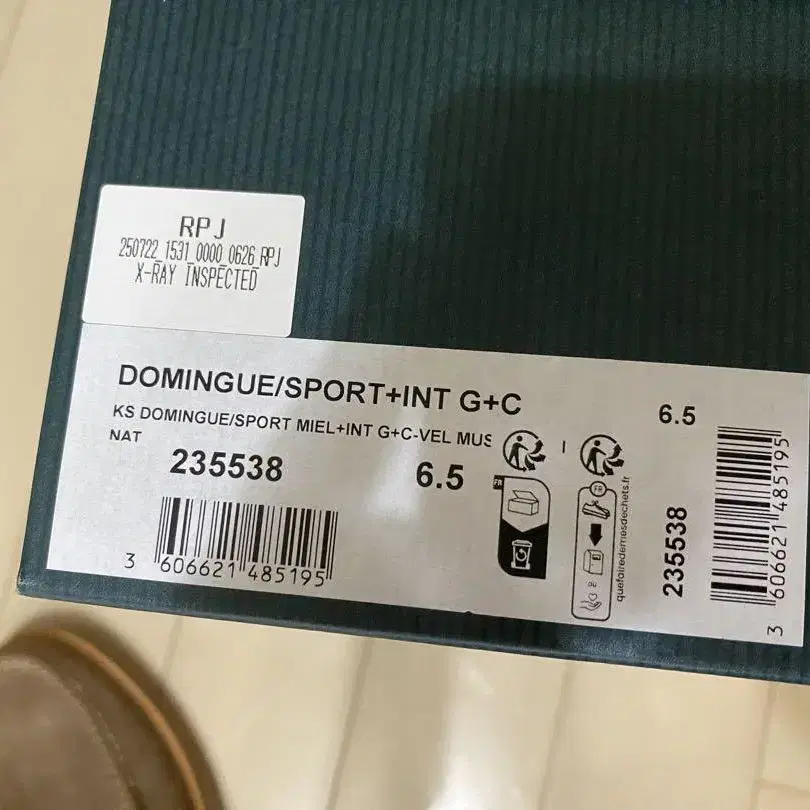 RPJ
250722_1531_0000_0626 RPJ
X-RAY INSPECTED
DOMINGUE/SPORT+INT G+C
KS DOMINGUE/SPORT MIEL+INT G+C-VEL MUS
NAT
235538
6.5
3 606621 485195
FR
FR
quefairedemesdechets.fr
6.5
235538
3 606621 485195